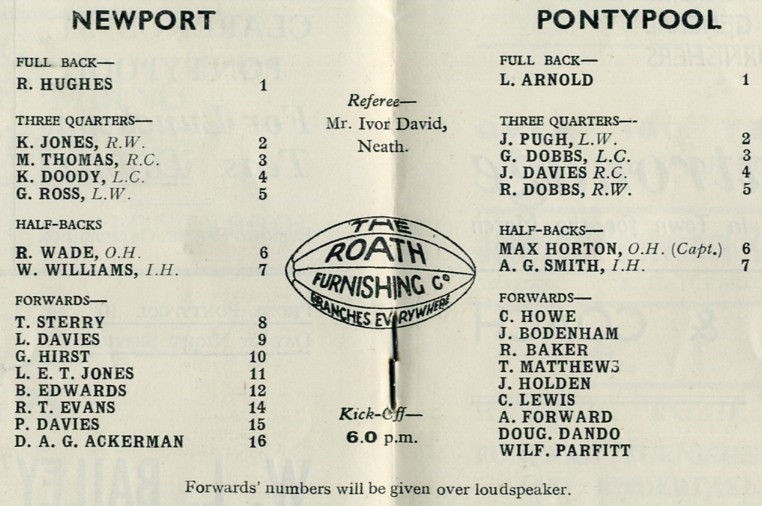 NEWPORT
FULL BACK—
R. HUGHES 1
THREE QUARTERS—
K. JONES, R.W. 2
M. THOMAS, R.C. 3
K. DOODY, L.C. 4
G. ROSS, L.W. 5
HALF-BACKS
R. WADE, O.H. 6
W. WILLIAMS, I.H. 7
FORWARDS—
T. STERRY 8
L. DAVIES 9
G. HIRST 10
L. E. T. JONES 11
B. EDWARDS 12
R. T. EVANS 14
P. DAVIES 15
D. A. G. ACKERMAN 16
Referee—
Mr. Ivor David,
Neath.
THE
ROATH
FURNISHING Co
BRANCHES EVERYWHERE
Kick-Off—
6.0 p.m.
PONTYPOOL
FULL BACK—
L. ARNOLD 1
THREE QUARTERS—
J. PUGH, L.W. 2
G. DOBBS, L.C. 3
J. DAVIES R.C. 4
R. DOBBS, R.W. 5
HALF-BACKS—
MAX HORTON, O.H. (Capt.) 6
A. G. SMITH, I.H. 7
FORWARDS—
C. HOWE
J. BODENHAM
R. BAKER
T. MATTHEWS
J. HOLDEN
C. LEWIS
A. FORWARD
DOUG. DANDO
WILF. PARFITT
Forwards' numbers will be given over loudspeaker.